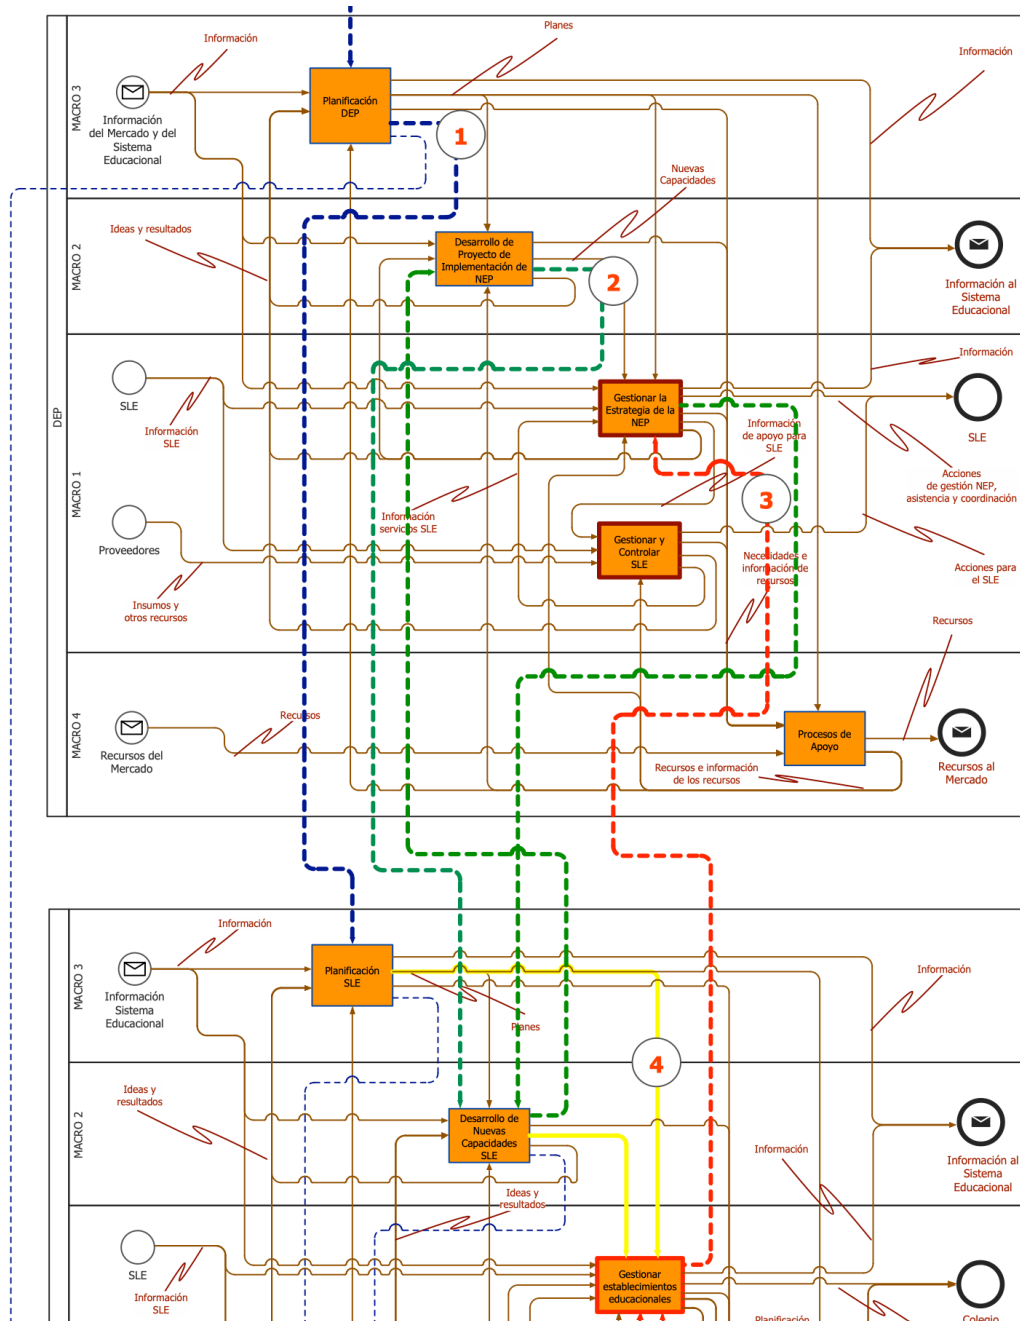 Planes
Información
Información
MACRO 3
Planificación
DEP
Información
del Mercado y del
Sistema
Educacional
1
Nuevas
Capacidades
Ideas y resultados
MACRO 2
Desarrollo de
Proyecto de
Implementación de
NEP
2
Información al
Sistema
Educacional
DEP
Información
SLE
Información
SLE
Gestionar la
Estrategia de la
NEP
Información
de apoyo para
SLE
SLE
Acciones
de gestión NEP,
asistencia y coordinación
MACRO 1
3
Información
servicios SLE
Proveedores
Gestionar y
Controlar
SLE
Necesidades e
información de
recursos
Acciones para
el SLE
Insumos y
otros recursos
Recursos
MACRO 4
Recursos
Recursos del
Mercado
Procesos de
Apoyo
Recursos e información
de los recursos
Recursos al
Mercado
Información
MACRO 3
Planificación
SLE
Información
Información
Sistema
Educacional
Planes
4
Ideas y
resultados
MACRO 2
Desarrollo de
Nuevas
Capacidades
SLE
Información
Información al
Sistema
Educacional
Ideas y
resultados
SLE
Información
SLE
Gestionar
establecimientos
educacionales
Planificación
Colegio